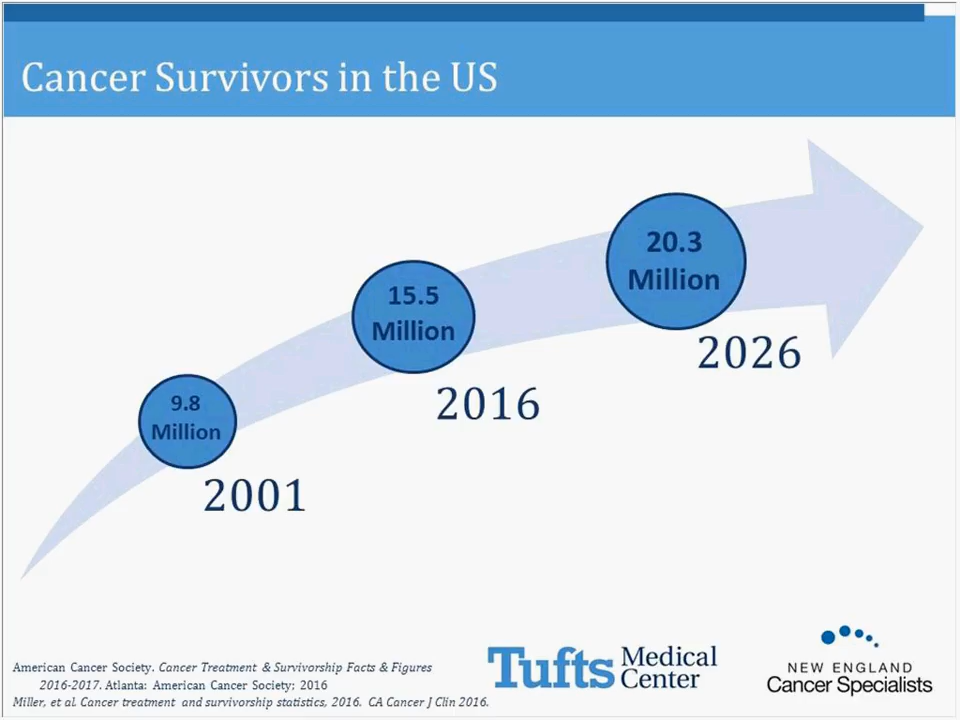 Cancer Survivors in the US
20.3
Million
2026
15.5
Million
2016
9.8
Million
2001
American Cancer Society. Cancer Treatment & Survivorship Facts & Figures
2016-2017. Atlanta: American Cancer Society; 2016
Miller, et al. Cancer treatment and survivorship statistics, 2016. CA Cancer J Clin 2016.
Tufts Medical
Center
NEW ENGLAND
Cancer Specialists